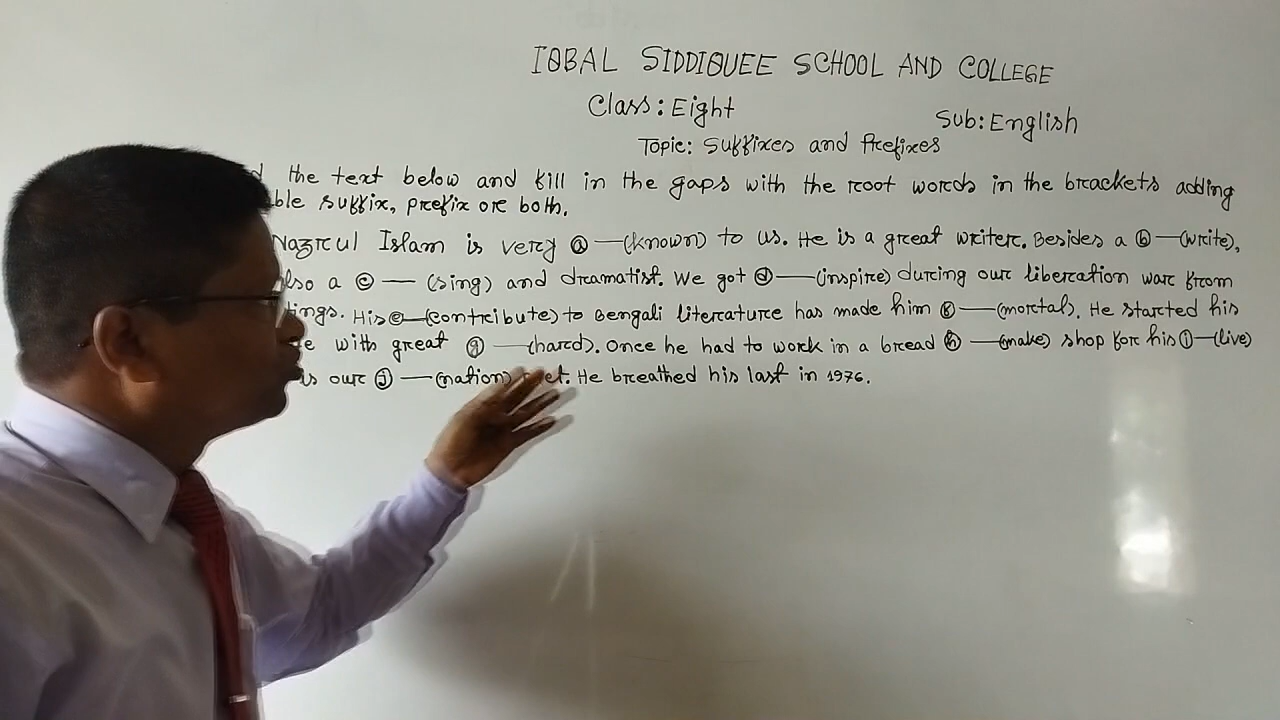 IQBAL SIDDIQUEE SCHOOL AND COLLEGE
Class: Eight Sub: English
Topic: Suffixes and Prefixes
the text below and fill in the gaps with the root words in the brackets adding
suffix, prefix or both.
Nazrul Islam is very ⓐ —(known) to us. He is a great writer. Besides a ⓑ —(write),
a ⓒ — (sing) and dramatist. We got ⓓ —(inspire) during our liberation war from
His ⓔ —(contribute) to Bengali literature has made him ⓕ —(mortal). He started his
with great ⓖ —(hard). Once he had to work in a bread ⓗ —(make) shop for his ⓘ —(live)
our ⓙ —(nation) He breathed his last in 1976.